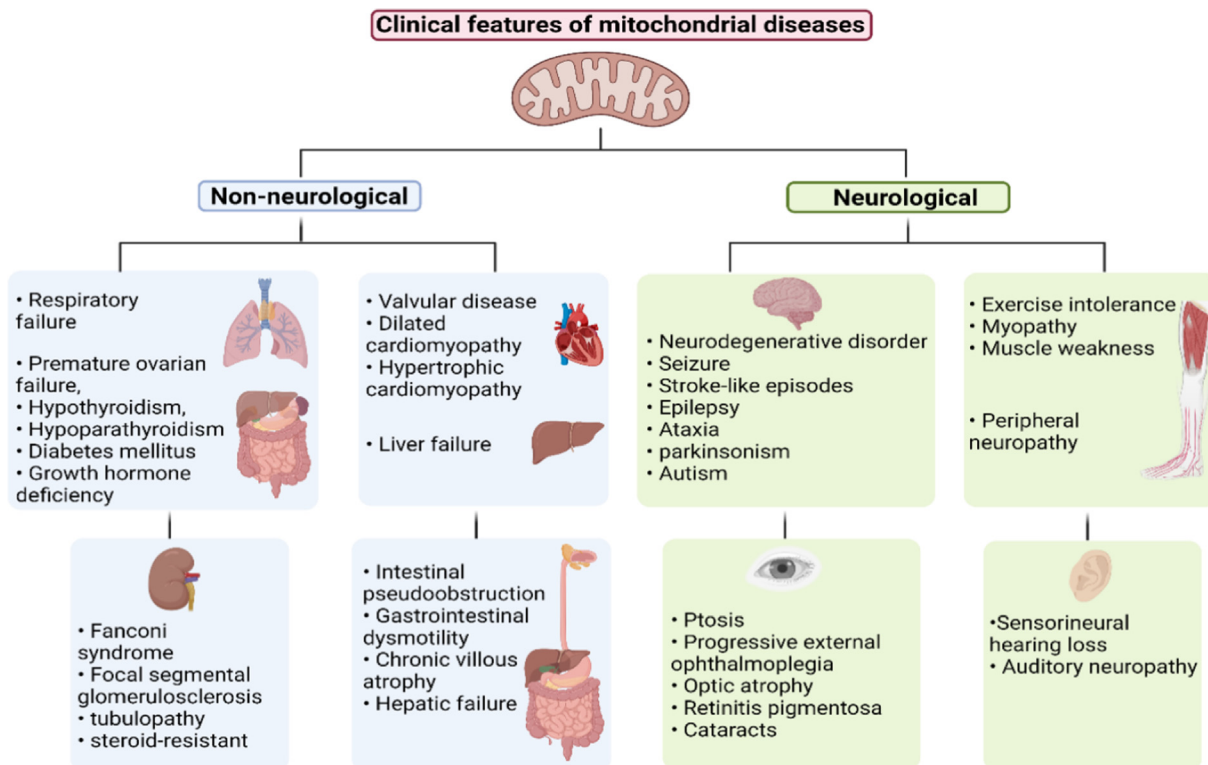 Clinical features of mitochondrial diseases
Non-neurological
Neurological
• Respiratory
failure
• Premature ovarian
failure,
• Hypothyroidism,
• Hypoparathyroidism
• Diabetes mellitus
• Growth hormone
deficiency
• Valvular disease
• Dilated
cardiomyopathy
• Hypertrophic
cardiomyopathy
• Liver failure
• Neurodegenerative disorder
• Seizure
• Stroke-like episodes
• Epilepsy
• Ataxia
• parkinsonism
• Autism
• Exercise intolerance
• Myopathy
• Muscle weakness
• Peripheral
neuropathy
• Fanconi
syndrome
• Focal segmental
glomerulosclerosis
• tubulopathy
• steroid-resistant
• Intestinal
pseudoobstruction
• Gastrointestinal
dysmotility
• Chronic villous
atrophy
• Hepatic failure
• Ptosis
• Progressive external
ophthalmoplegia
• Optic atrophy
• Retinitis pigmentosa
• Cataracts
•Sensorineural
hearing loss
• Auditory neuropathy